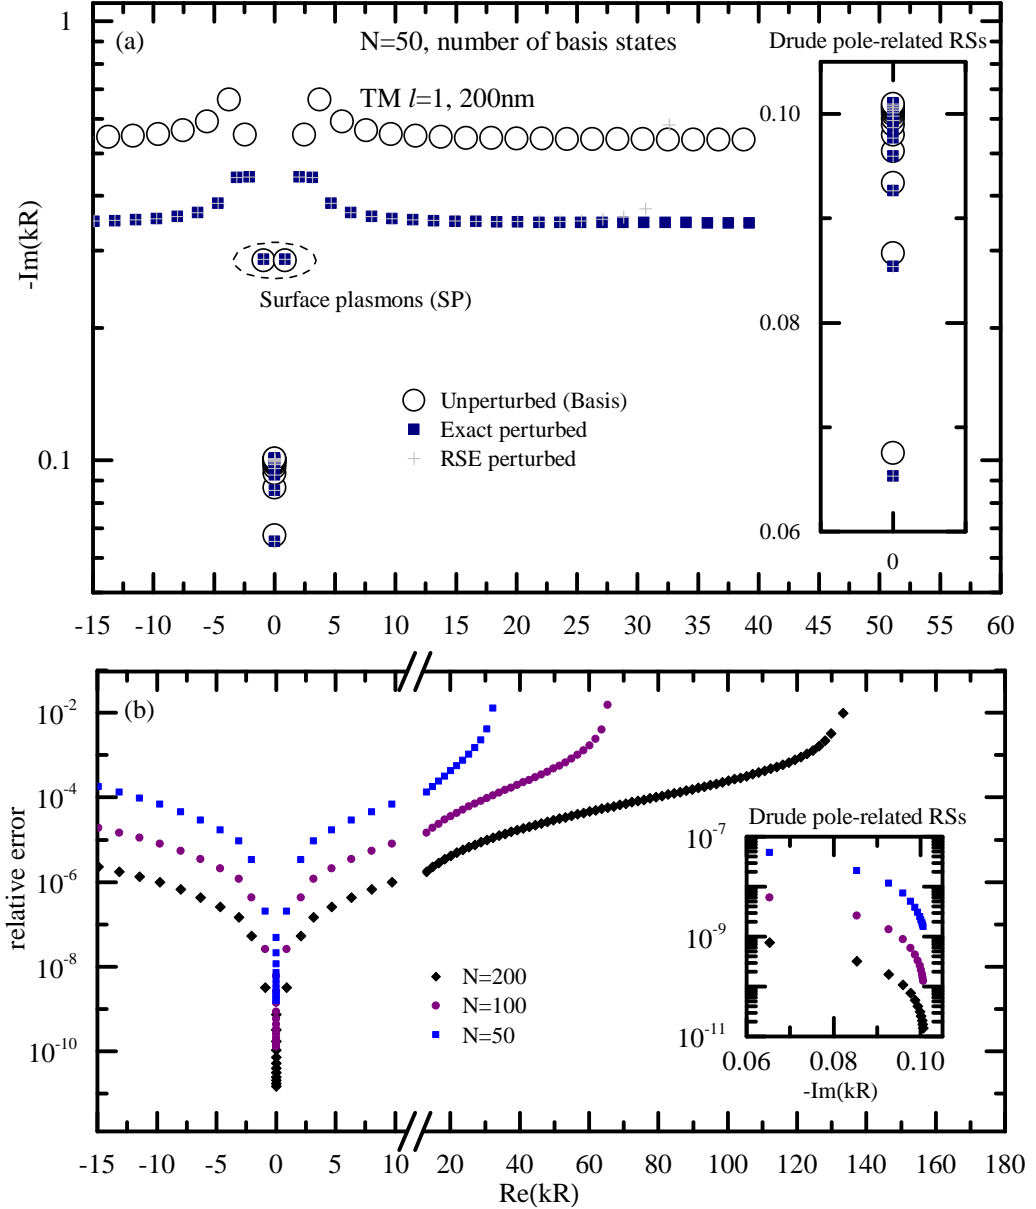 (a)
N=50, number of basis states
TM l=1, 200nm
Drude pole-related RSs
1
0.1
-Im(kR)
Surface plasmons (SP)
Unperturbed (Basis)
Exact perturbed
RSE perturbed
0.10
0.08
0.06
0
-15 -10 -5 0 5 10 15 20 25 30 35 40 45 50 55 60
(b)
10^-2
10^-4
10^-6
10^-8
10^-10
relative error
N=200
N=100
N=50
Drude pole-related RSs
10^-7
10^-9
10^-11
0.06 0.08 0.10
-Im(kR)
-15 -10 -5 0 5 10 20 40 60 80 100 120 140 160 180
Re(kR)